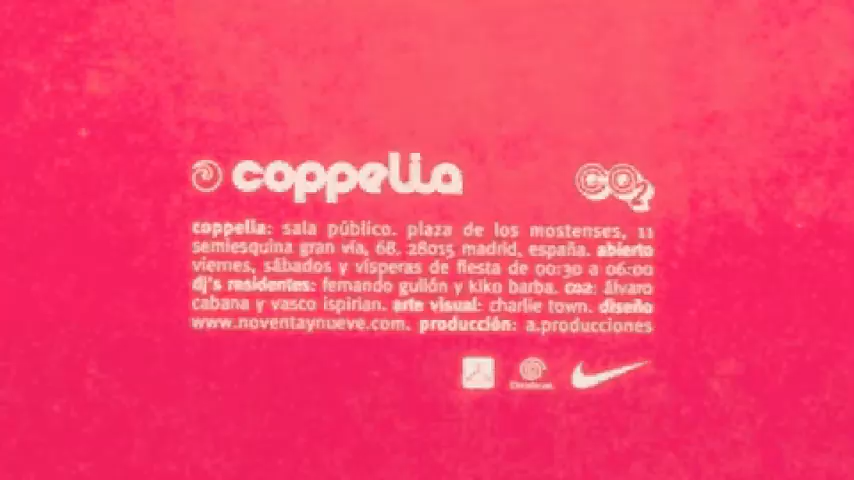 coppelia CO2
coppelia: sala público. plaza de los mostenses, 11
semiesquina gran vía, 68. 28015 madrid. españa. abierto
viernes, sábados y vísperas de fiesta de 00:30 a 06:00
dj's residentes: fernando gullón y kiko barba. co2: álvaro
cabana y vasco ispirian. arte visual: charlie town. diseño
www.noventaynueve.com. producción: a.producciones